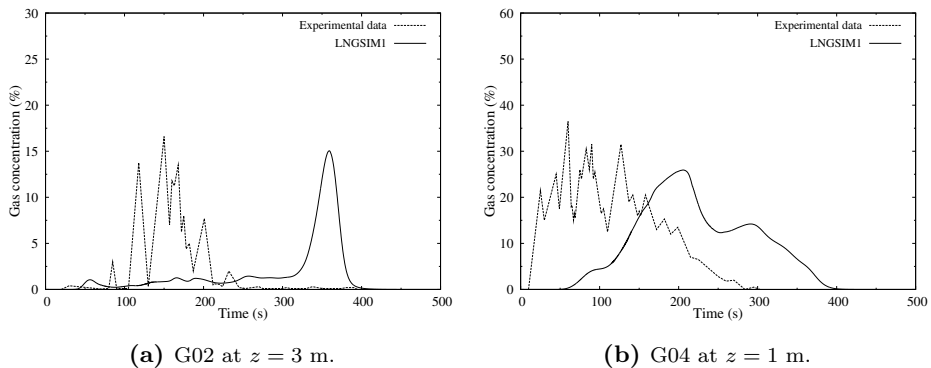 30
25
20
15
10
5
0
0 100 200 300 400 500
Gas concentration (%)
Time (s)
Experimental data
LNGSIM1
(a) G02 at z = 3 m.
60
50
40
30
20
10
0
0 100 200 300 400 500
Gas concentration (%)
Time (s)
Experimental data
LNGSIM1
(b) G04 at z = 1 m.